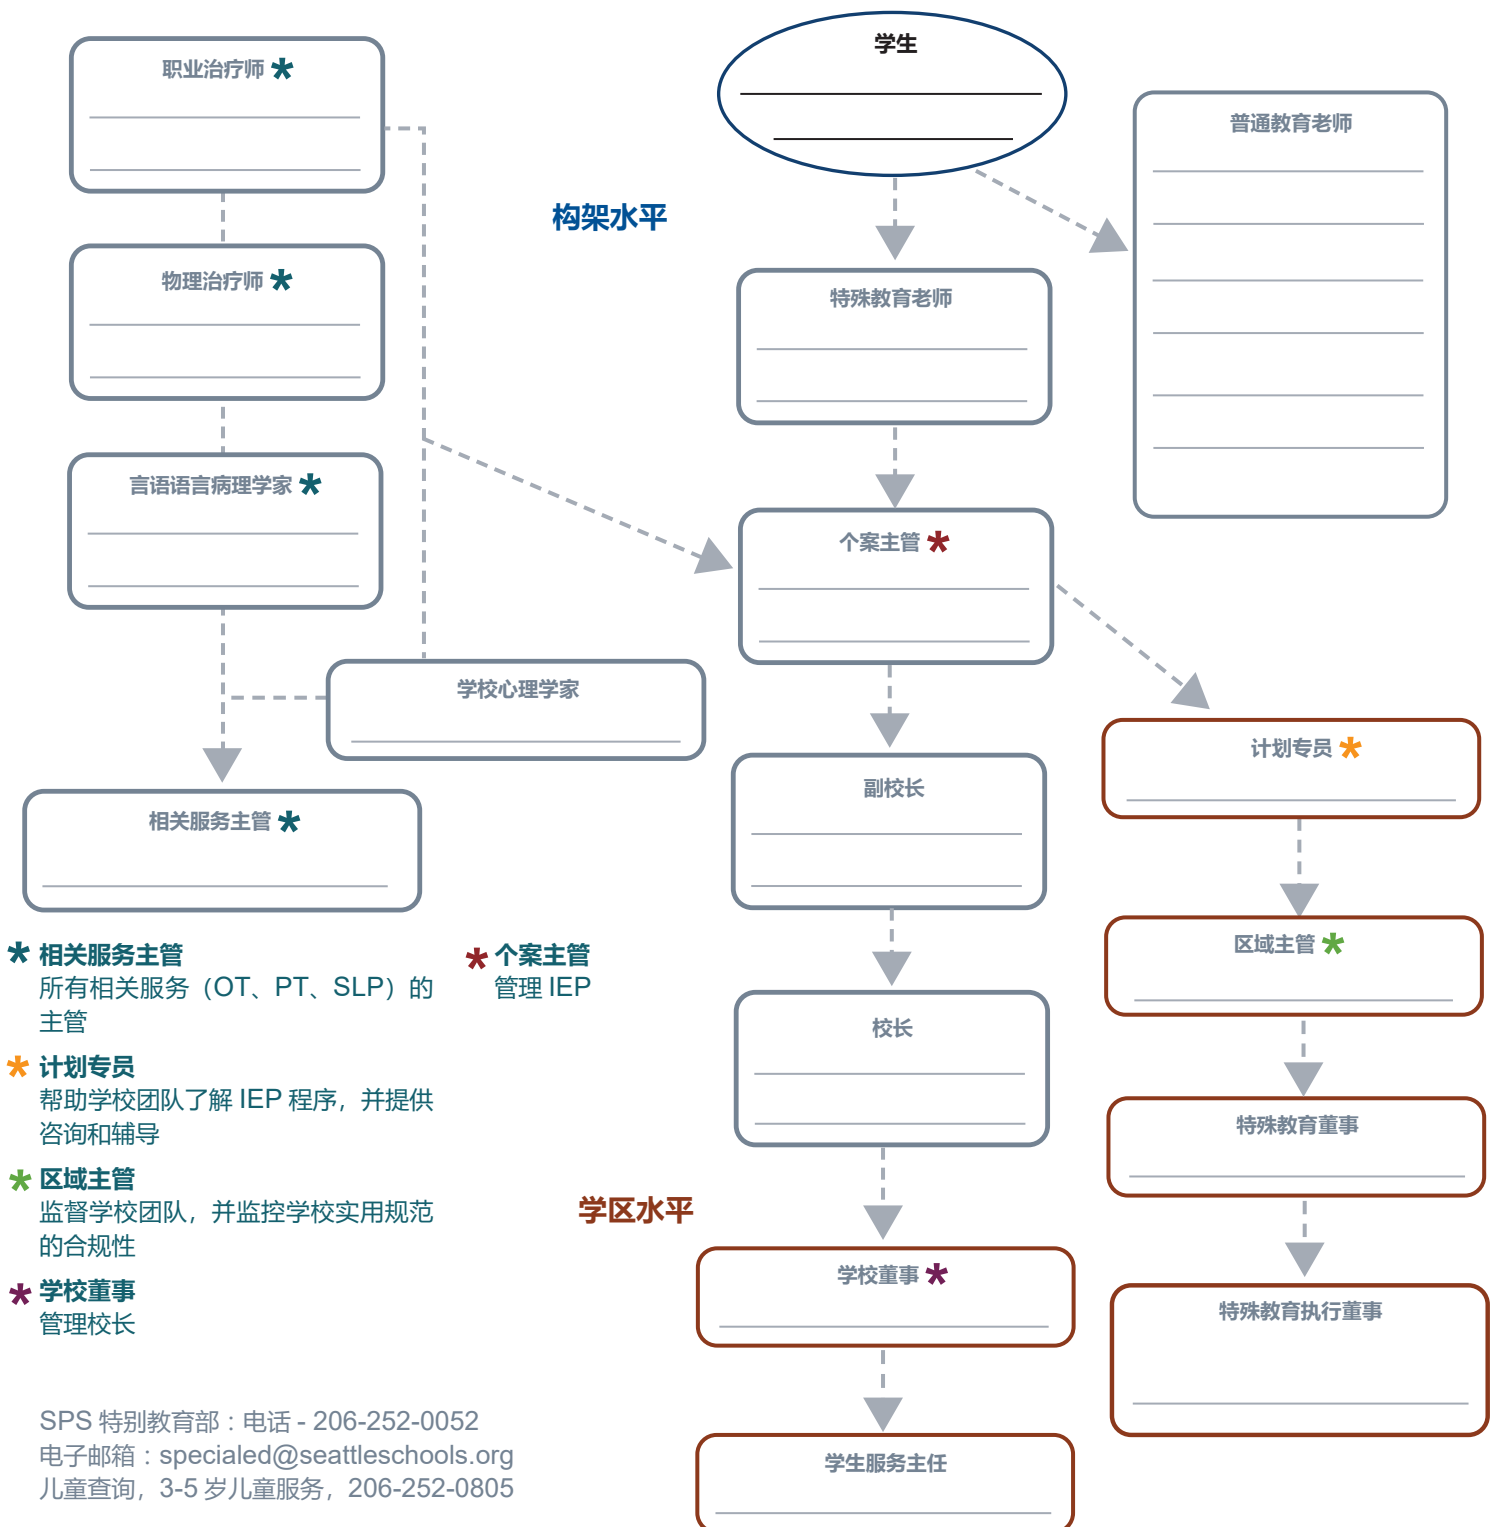 学生
职业治疗师 *
普通教育老师
构架水平
物理治疗师 *
特殊教育老师
言语语言病理学家 *
个案主管 *
学校心理学家
计划专员 *
副校长
相关服务主管 *
区域主管 *
* 相关服务主管
所有相关服务（OT、PT、SLP）的
主管
* 个案主管
管理 IEP
校长
* 计划专员
帮助学校团队了解 IEP 程序，并提供
咨询和辅导
特殊教育董事
* 区域主管
监督学校团队，并监控学校实用规范
的合规性
学区水平
* 学校董事
管理校长
学校董事 *
特殊教育执行董事
SPS 特别教育部：电话 - 206-252-0052
电子邮箱：specialed@seattleschools.org
儿童查询，3-5 岁儿童服务，206-252-0805
学生服务主任